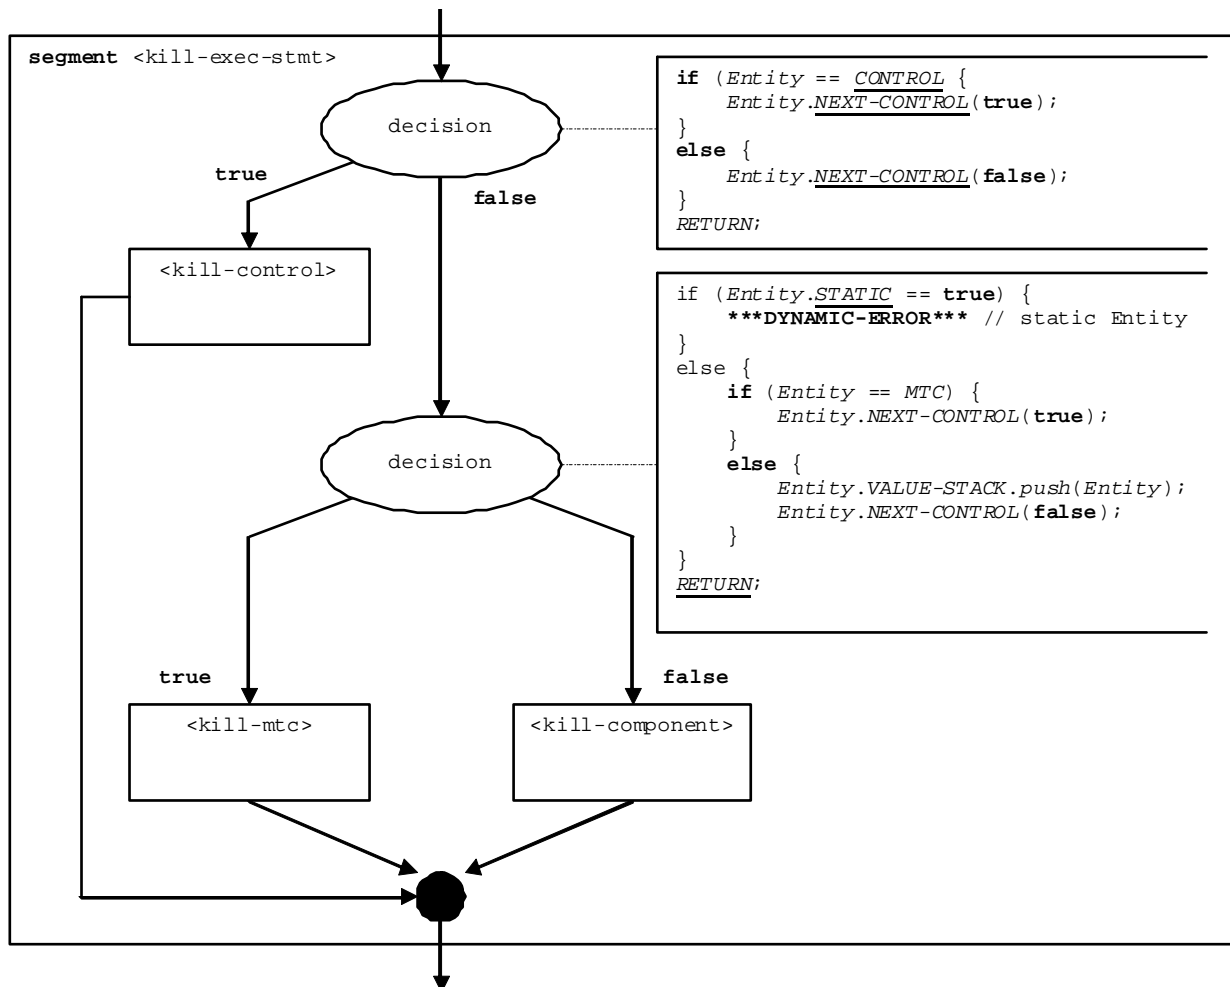 segment <kill-exec-stmt>
decision
true
false
<kill-control>
if (Entity == CONTROL {
Entity.NEXT-CONTROL(true);
}
else {
Entity.NEXT-CONTROL(false);
}
RETURN;
decision
if (Entity.STATIC == true) {
***DYNAMIC-ERROR*** // static Entity
}
else {
if (Entity == MTC) {
Entity.NEXT-CONTROL(true);
}
else {
Entity.VALUE-STACK.push(Entity);
Entity.NEXT-CONTROL(false);
}
}
RETURN;
true
false
<kill-mtc>
<kill-component>